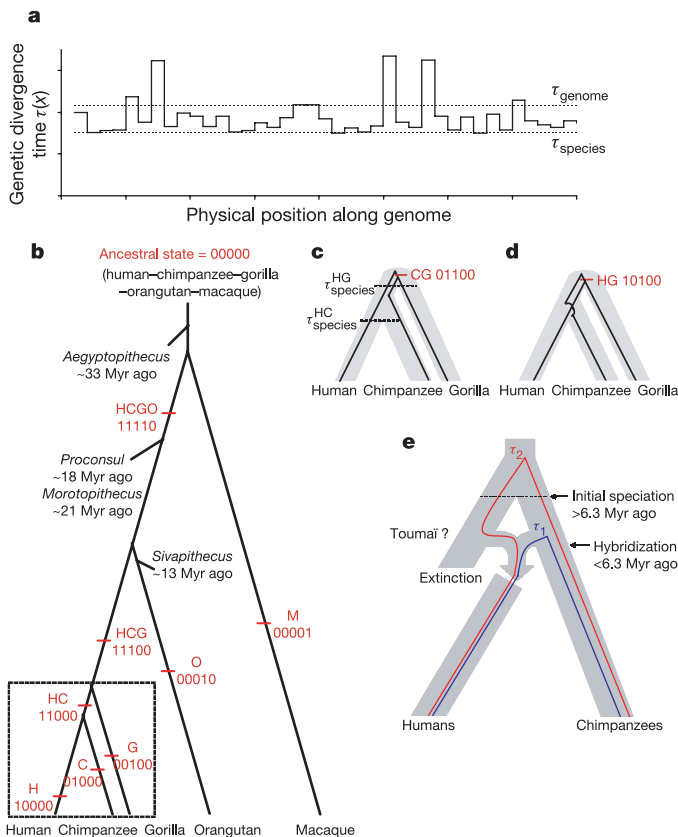 a
Genetic divergence
time τ(x)
τgenome
τspecies
Physical position along genome
b
Ancestral state = 00000
(human–chimpanzee–gorilla
–orangutan–macaque)
Aegyptopithecus
~33 Myr ago
HCGO
11110
Proconsul
~18 Myr ago
Morotopithecus
~21 Myr ago
Sivapithecus
~13 Myr ago
HCG
11100
O
00010
M
00001
HC
11000
G
00100
C
01000
H
10000
Human Chimpanzee Gorilla Orangutan Macaque
c
CG 01100
τHGspecies
τHCspecies
Human Chimpanzee Gorilla
d
HG 10100
Human Chimpanzee Gorilla
e
τ2
Initial speciation
>6.3 Myr ago
Toumaï ?
τ1
Hybridization
<6.3 Myr ago
Extinction
Humans Chimpanzees